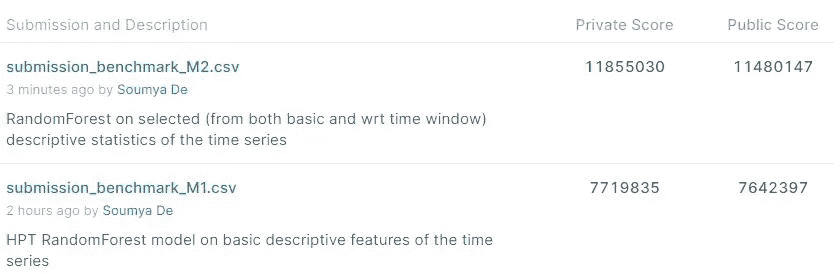 Submission and Description Private Score Public Score
submission_benchmark_M2.csv 11855030 11480147
3 minutes ago by Soumya De
RandomForest on selected (from both basic and wrt time window)
descriptive statistics of the time series
submission_benchmark_M1.csv 7719835 7642397
2 hours ago by Soumya De
HPT RandomForest model on basic descriptive features of the time
series